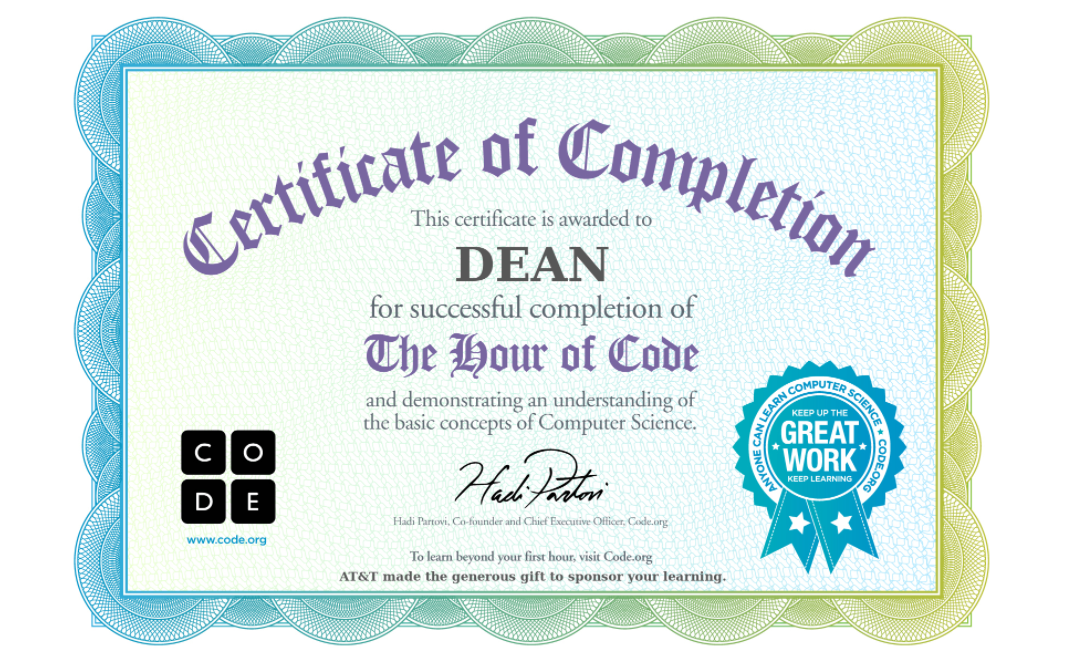 Certificate of Completion
This certificate is awarded to
DEAN
for successful completion of
The Hour of Code
and demonstrating an understanding of
the basic concepts of Computer Science.
CO
DE
www.code.org
Hadi Partovi
Hadi Partovi, Co-founder and Chief Executive Officer, Code.org
To learn beyond your first hour, visit Code.org
AT&T made the generous gift to sponsor your learning.
ANYONE CAN LEARN COMPUTER SCIENCE ★ CODE.ORG
KEEP UP THE
GREAT
WORK
KEEP LEARNING